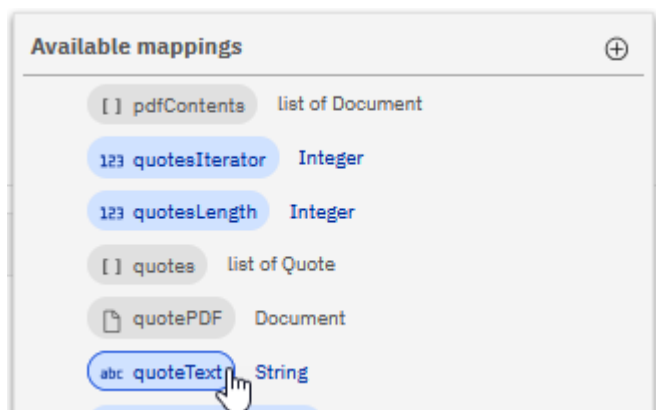 Available mappings
[ ] pdfContents list of Document
123 quotesIterator Integer
123 quotesLength Integer
[ ] quotes list of Quote
quotePDF Document
abc quoteText String